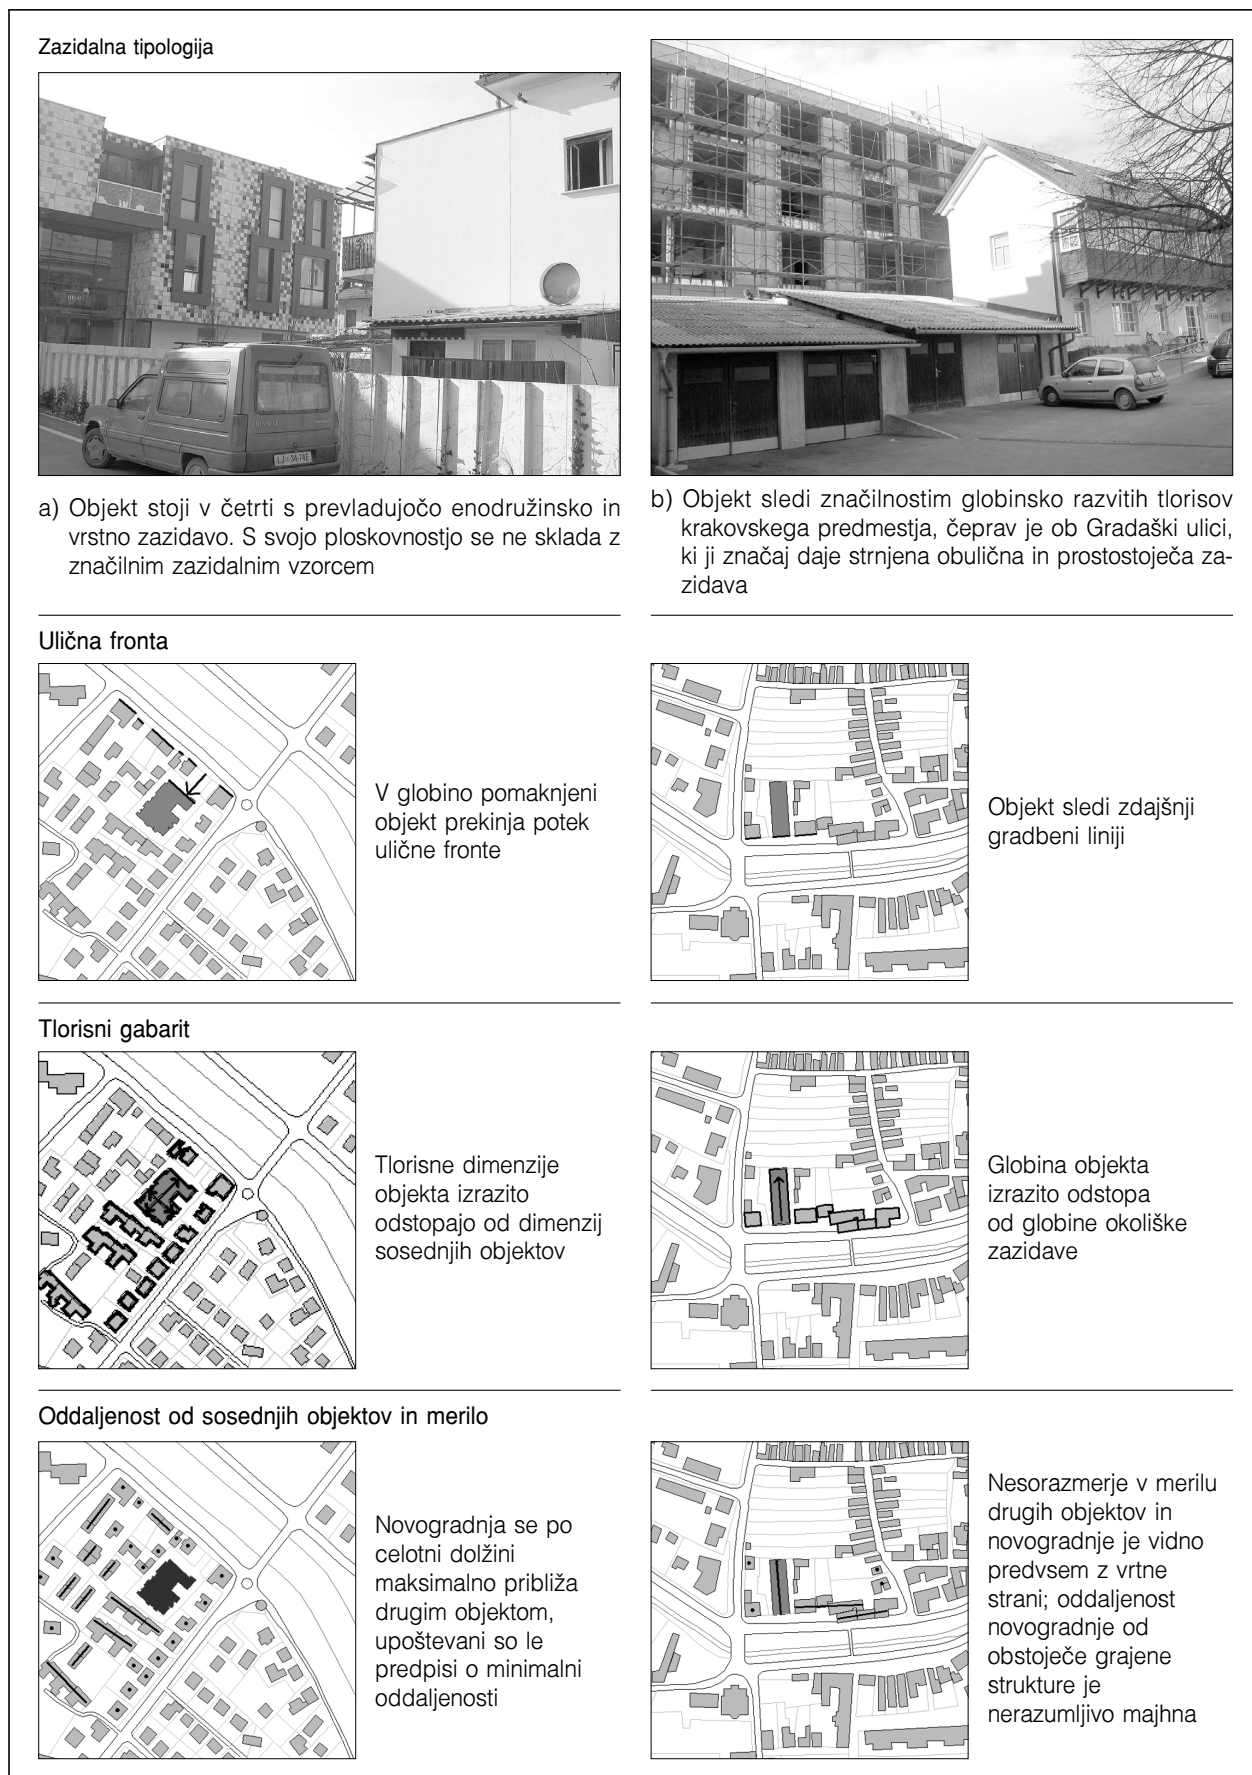 Zazidalna tipologija
a) Objekt stoji v četrti s prevladujočo enodružinsko in
vrstno zazidavo. S svojo ploskovnostjo se ne sklada z
značilnim zazidalnim vzorcem
b) Objekt sledi značilnostim globinsko razvitih tlorisov
krakovskega predmestja, čeprav je ob Gradaški ulici,
ki ji značaj daje strnjena obulična in prostostoječa za-
zidava
Ulična fronta
V globino pomaknjeni
objekt prekinja potek
ulične fronte
Objekt sledi zdajšnji
gradbeni liniji
Tlorisni gabarit
Tlorisne dimenzije
objekta izrazito
odstopajo od dimenzij
sosednjih objektov
Globina objekta
izrazito odstopa
od globine okoliške
zazidave
Oddaljenost od sosednjih objektov in merilo
Novogradnja se po
celotni dolžini
maksimalno približa
drugim objektom,
upoštevani so le
predpisi o minimalni
oddaljenosti
Nesorazmerje v merilu
drugih objektov in
novogradnje je vidno
predvsem z vrtne
strani; oddaljenost
novogradnje od
obstoječe grajene
strukture je
nerazumljivo majhna